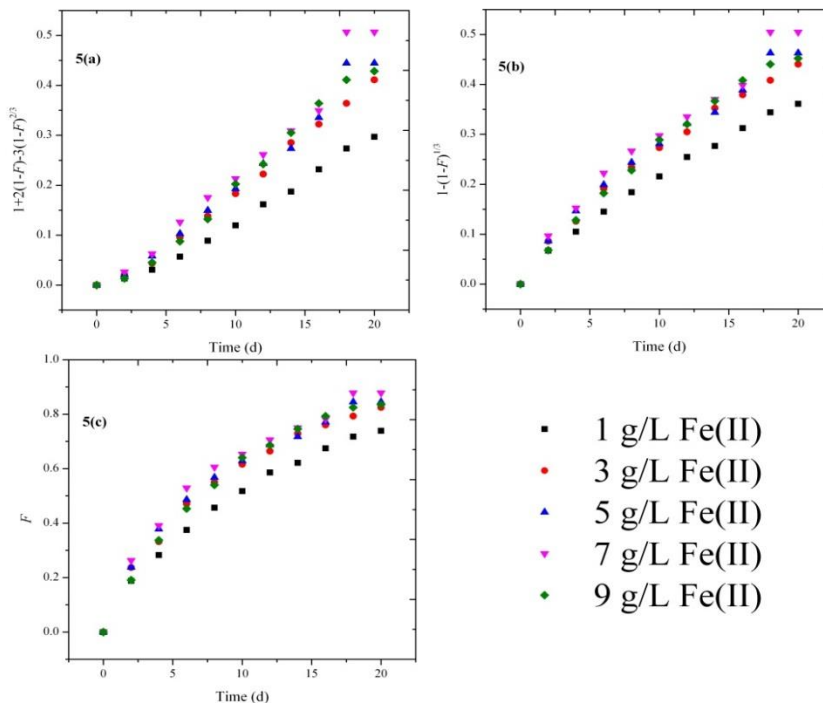 5(a)
0.5
0.4
0.3
0.2
0.1
0.0
1+2(1-F)-3(1-F)^2/3
0 5 10 15 20
Time (d)
5(b)
0.5
0.4
0.3
0.2
0.1
0.0
1-(1-F)^1/3
0 5 10 15 20
Time (d)
5(c)
1.0
0.8
0.6
0.4
0.2
0.0
F
0 5 10 15 20
Time (d)
1 g/L Fe(II)
3 g/L Fe(II)
5 g/L Fe(II)
7 g/L Fe(II)
9 g/L Fe(II)